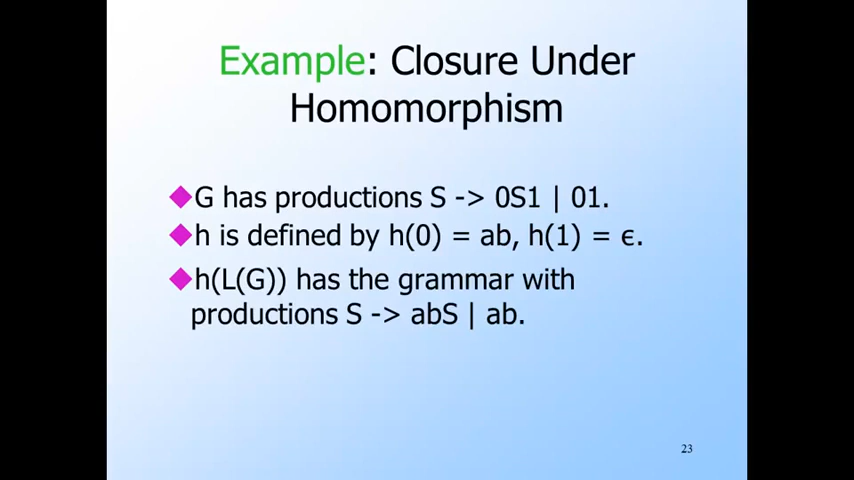 Example: Closure Under
Homomorphism
◆G has productions S -> 0S1 | 01.
◆h is defined by h(0) = ab, h(1) = ϵ.
◆h(L(G)) has the grammar with
productions S -> abS | ab.
23